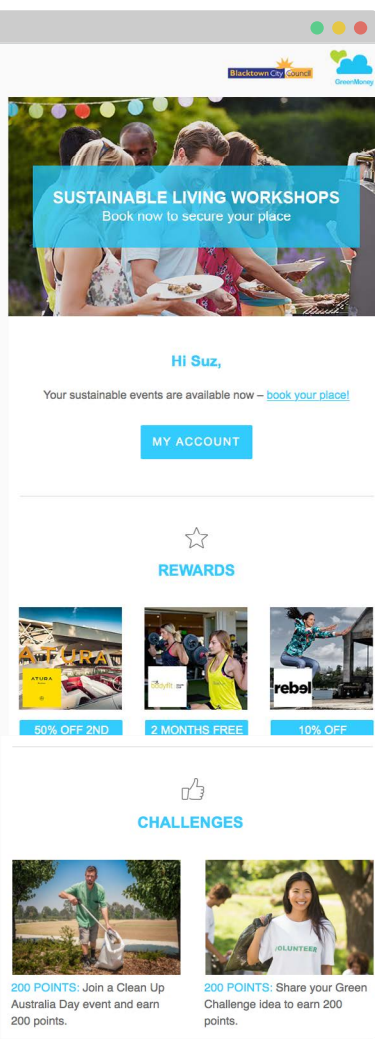 Blacktown City Council
GreenMoney
SUSTAINABLE LIVING WORKSHOPS
Book now to secure your place
Hi Suz,
Your sustainable events are available now – book your place!
MY ACCOUNT
REWARDS
ATURA
ATURA
bodyfit
rebel
50% OFF 2ND
2 MONTHS FREE
10% OFF
CHALLENGES
VOLUNTEER
200 POINTS: Join a Clean Up
Australia Day event and earn
200 points.
200 POINTS: Share your Green
Challenge idea to earn 200
points.